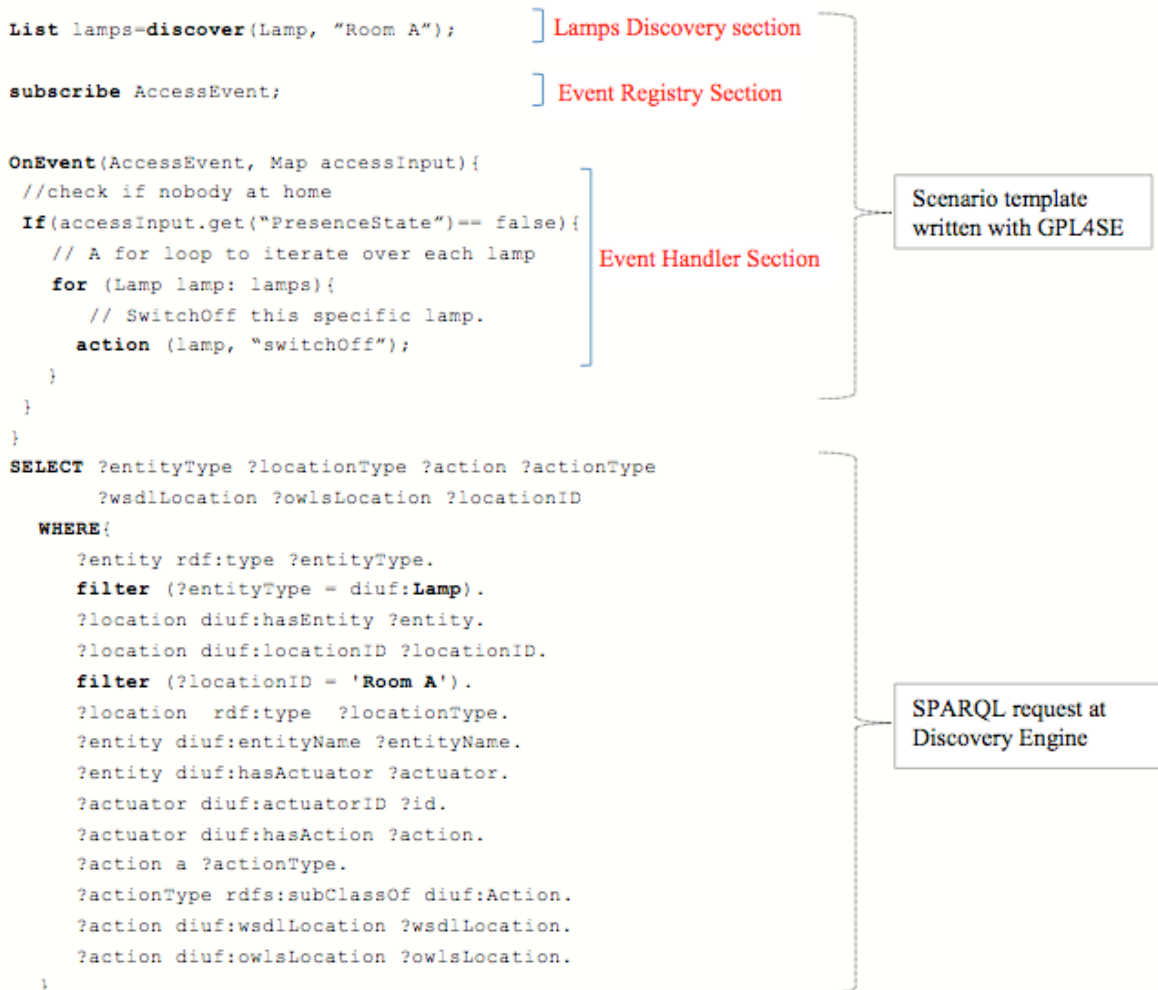 List lamps=discover(Lamp, ”Room A”);
Lamps Discovery section
subscribe AccessEvent;
Event Registry Section
OnEvent(AccessEvent, Map accessInput){
//check if nobody at home
If(accessInput.get(“PresenceState”)== false){
// A for loop to iterate over each lamp
for (Lamp lamp: lamps){
// SwitchOff this specific lamp.
action (lamp, “switchOff”);
}
}
}
Event Handler Section
Scenario template
written with GPL4SE
SELECT ?entityType ?locationType ?action ?actionType
?wsdlLocation ?owlsLocation ?locationID
WHERE{
?entity rdf:type ?entityType.
filter (?entityType = diuf:Lamp).
?location diuf:hasEntity ?entity.
?location diuf:locationID ?locationID.
filter (?locationID = 'Room A').
?location rdf:type ?locationType.
?entity diuf:entityName ?entityName.
?entity diuf:hasActuator ?actuator.
?actuator diuf:actuatorID ?id.
?actuator diuf:hasAction ?action.
?action a ?actionType.
?actionType rdfs:subClassOf diuf:Action.
?action diuf:wsdlLocation ?wsdlLocation.
?action diuf:owlsLocation ?owlsLocation.
}
SPARQL request at
Discovery Engine